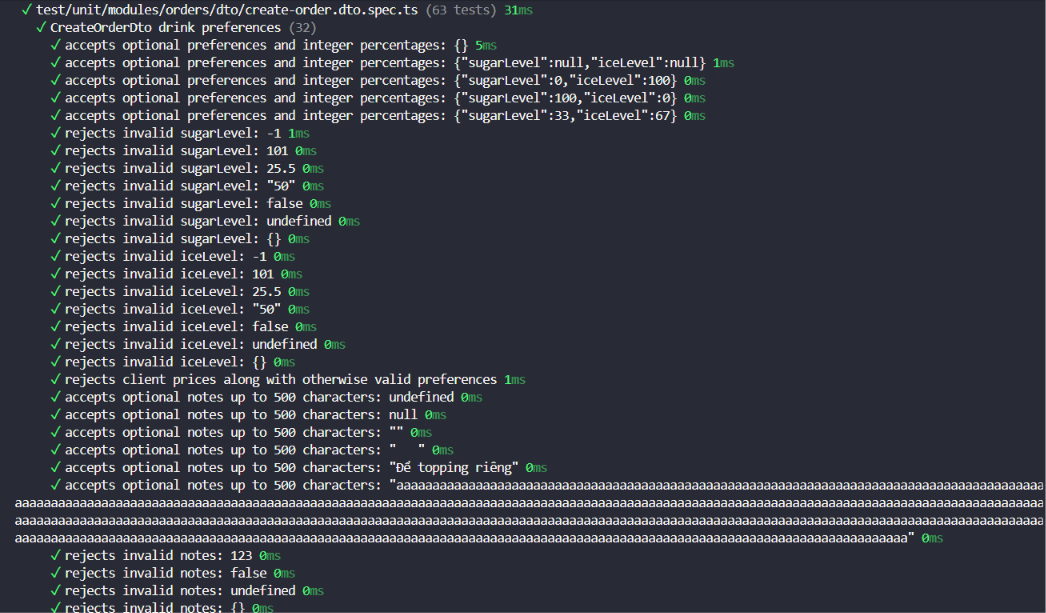 ✓ test/unit/modules/orders/dto/create-order.dto.spec.ts (63 tests) 31ms
✓ CreateOrderDto drink preferences (32)
✓ accepts optional preferences and integer percentages: {} 5ms
✓ accepts optional preferences and integer percentages: {"sugarLevel":null,"iceLevel":null} 1ms
✓ accepts optional preferences and integer percentages: {"sugarLevel":0,"iceLevel":100} 0ms
✓ accepts optional preferences and integer percentages: {"sugarLevel":100,"iceLevel":0} 0ms
✓ accepts optional preferences and integer percentages: {"sugarLevel":33,"iceLevel":67} 0ms
✓ rejects invalid sugarLevel: -1 1ms
✓ rejects invalid sugarLevel: 101 0ms
✓ rejects invalid sugarLevel: 25.5 0ms
✓ rejects invalid sugarLevel: "50" 0ms
✓ rejects invalid sugarLevel: false 0ms
✓ rejects invalid sugarLevel: undefined 0ms
✓ rejects invalid sugarLevel: {} 0ms
✓ rejects invalid iceLevel: -1 0ms
✓ rejects invalid iceLevel: 101 0ms
✓ rejects invalid iceLevel: 25.5 0ms
✓ rejects invalid iceLevel: "50" 0ms
✓ rejects invalid iceLevel: false 0ms
✓ rejects invalid iceLevel: undefined 0ms
✓ rejects invalid iceLevel: {} 0ms
✓ rejects client prices along with otherwise valid preferences 1ms
✓ accepts optional notes up to 500 characters: undefined 0ms
✓ accepts optional notes up to 500 characters: null 0ms
✓ accepts optional notes up to 500 characters: "" 0ms
✓ accepts optional notes up to 500 characters: "   " 0ms
✓ accepts optional notes up to 500 characters: "Để topping riêng" 0ms
✓ accepts optional notes up to 500 characters: "aaaaaaaaaaaaaaaaaaaaaaaaaaaaaaaaaaaaaaaaaaaaaaaaaaaaaaaaaaaaaaaaaaaaaaaaaaaaaaaaaaaaaaaaaa
aaaaaaaaaaaaaaaaaaaaaaaaaaaaaaaaaaaaaaaaaaaaaaaaaaaaaaaaaaaaaaaaaaaaaaaaaaaaaaaaaaaaaaaaaaaaaaaaaaaaaaaaaaaaaaaaaaaaaaaaaaaaaaaaaaaaaaaaaaaaaaa
aaaaaaaaaaaaaaaaaaaaaaaaaaaaaaaaaaaaaaaaaaaaaaaaaaaaaaaaaaaaaaaaaaaaaaaaaaaaaaaaaaaaaaaaaaaaaaaaaaaaaaaaaaaaaaaaaaaaaaaaaaaaaaaaaaaaaaaaaaaaaaa
aaaaaaaaaaaaaaaaaaaaaaaaaaaaaaaaaaaaaaaaaaaaaaaaaaaaaaaaaaaaaaaaaaaaaaaaaaaaaaaaaaaaaaaaaaaaaaaaaaaaaaaaaaaaaaaaaaaaaaaaaaaa" 0ms
✓ rejects invalid notes: 123 0ms
✓ rejects invalid notes: false 0ms
✓ rejects invalid notes: undefined 0ms
✓ rejects invalid notes: {} 0ms